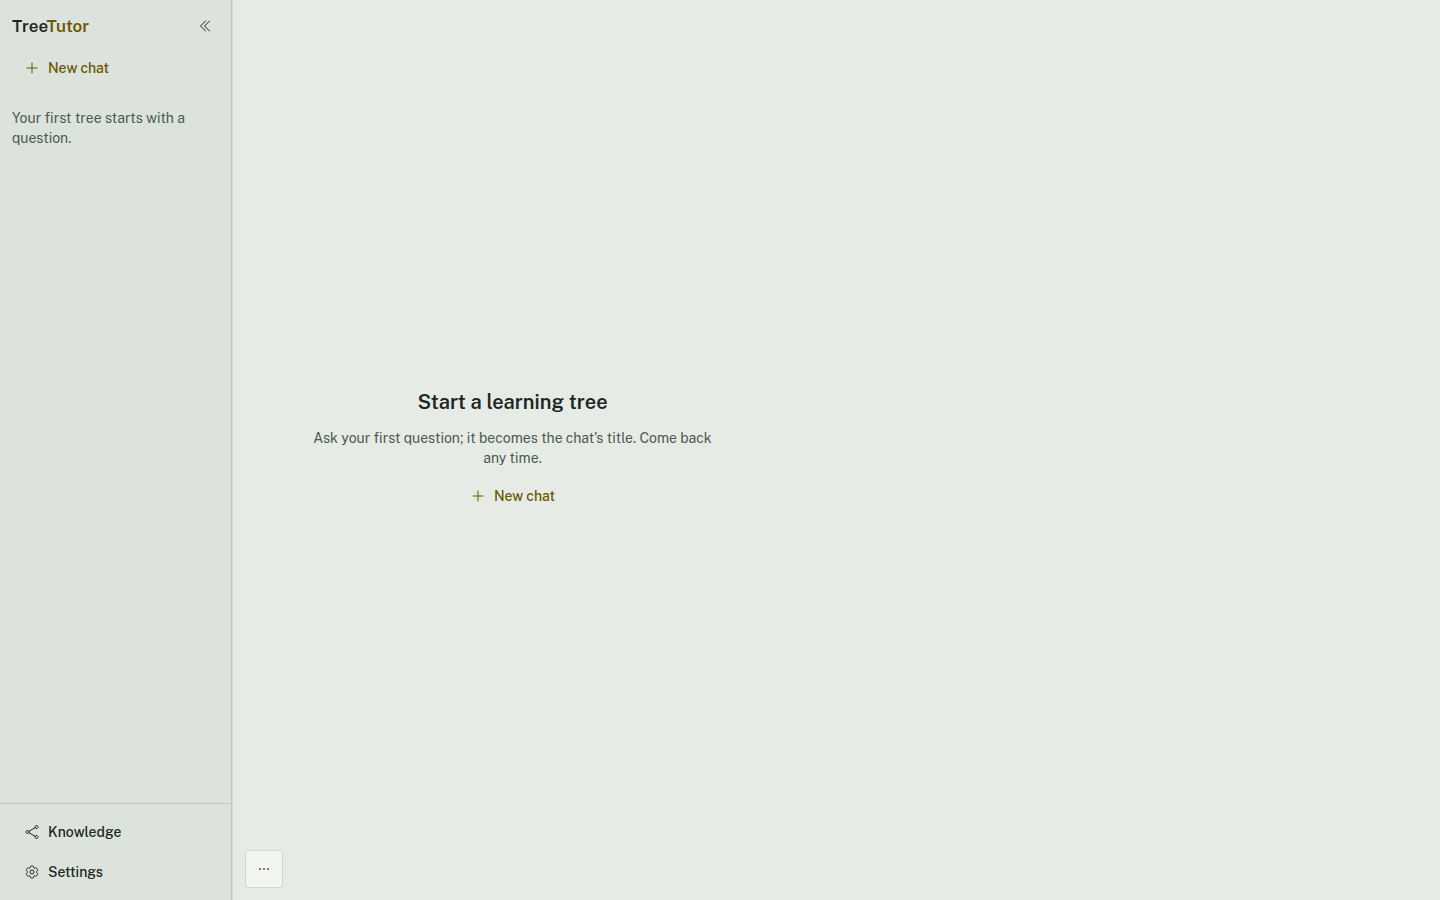 TreeTutor
New chat
Your first tree starts with a
question.
Start a learning tree
Ask your first question; it becomes the chat's title. Come back
any time.
New chat
Knowledge
Settings